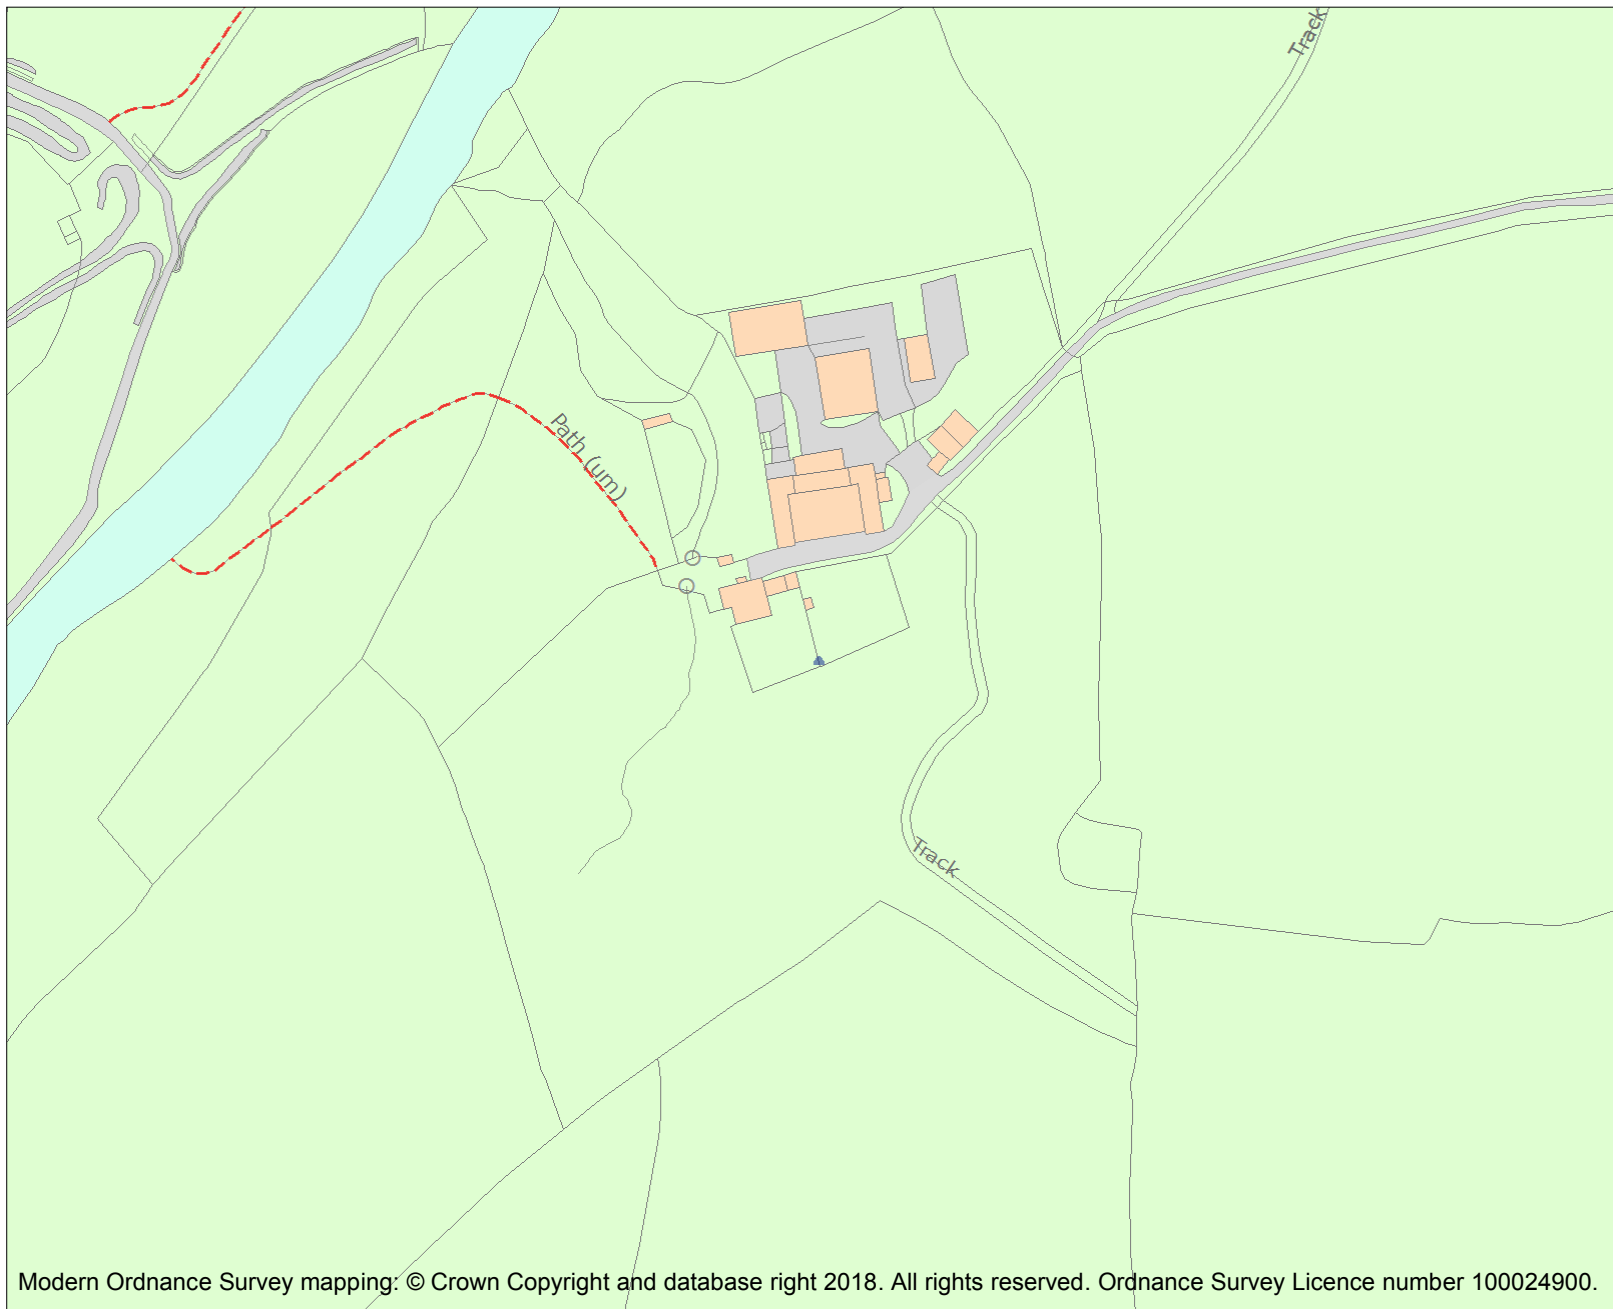 Track
Path (um)
Track
Modern Ordnance Survey mapping: © Crown Copyright and database right 2018. All rights reserved. Ordnance Survey Licence number 100024900.